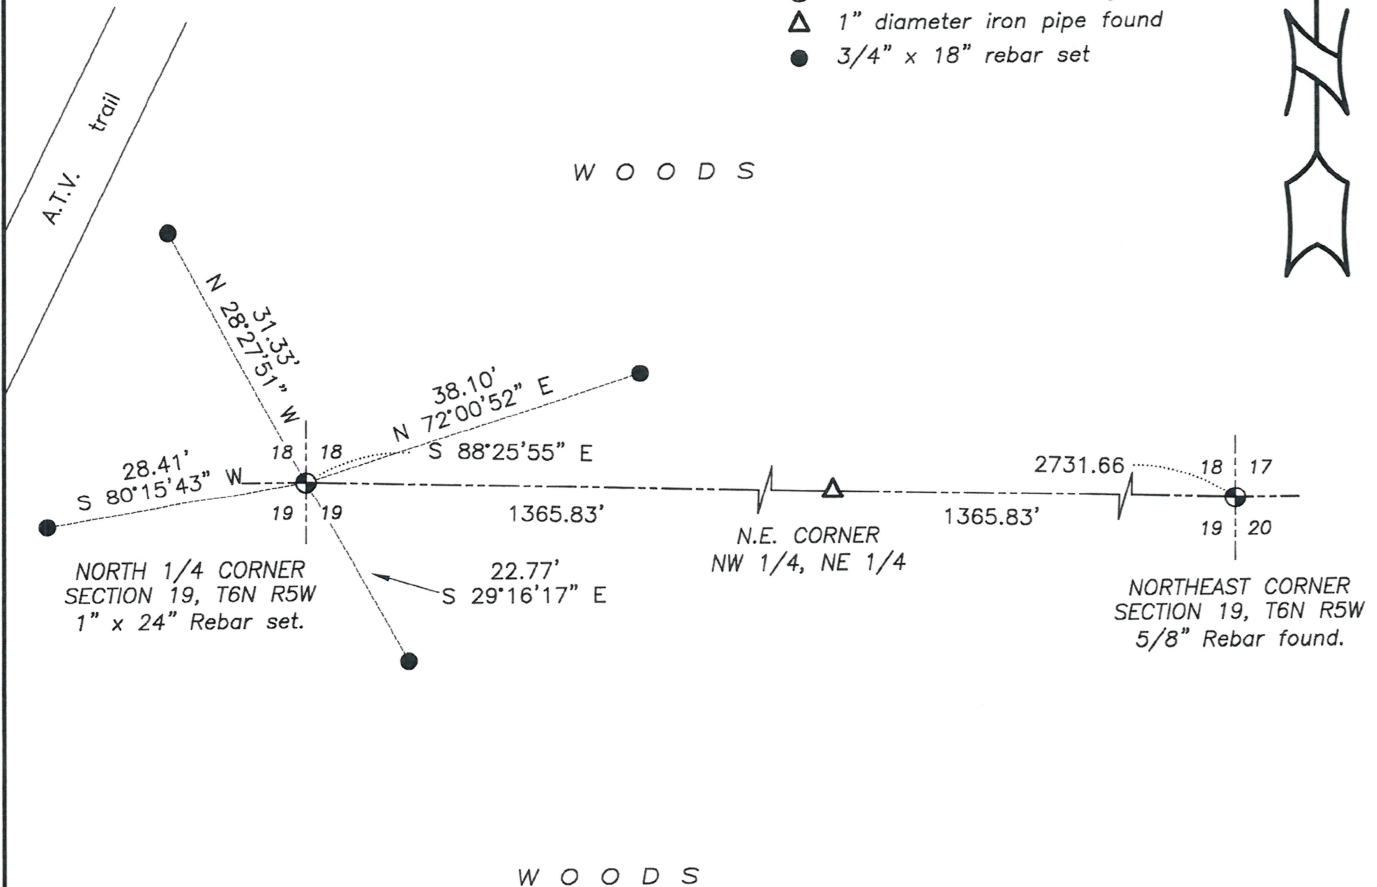 1" diameter iron pipe found
3/4" x 18" rebar set
A.T.V. trail
W O O D S
31.33'
N 28°27'51" W
38.10'
N 72°00'52" E
S 88°25'55" E
28.41'
S 80°15'43" W
18 18
19 19
1365.83'
2731.66
18 17
19 20
1365.83'
N.E. CORNER
NW 1/4, NE 1/4
NORTH 1/4 CORNER
SECTION 19, T6N R5W
1" x 24" Rebar set.
22.77'
S 29°16'17" E
NORTHEAST CORNER
SECTION 19, T6N R5W
5/8" Rebar found.
W O O D S